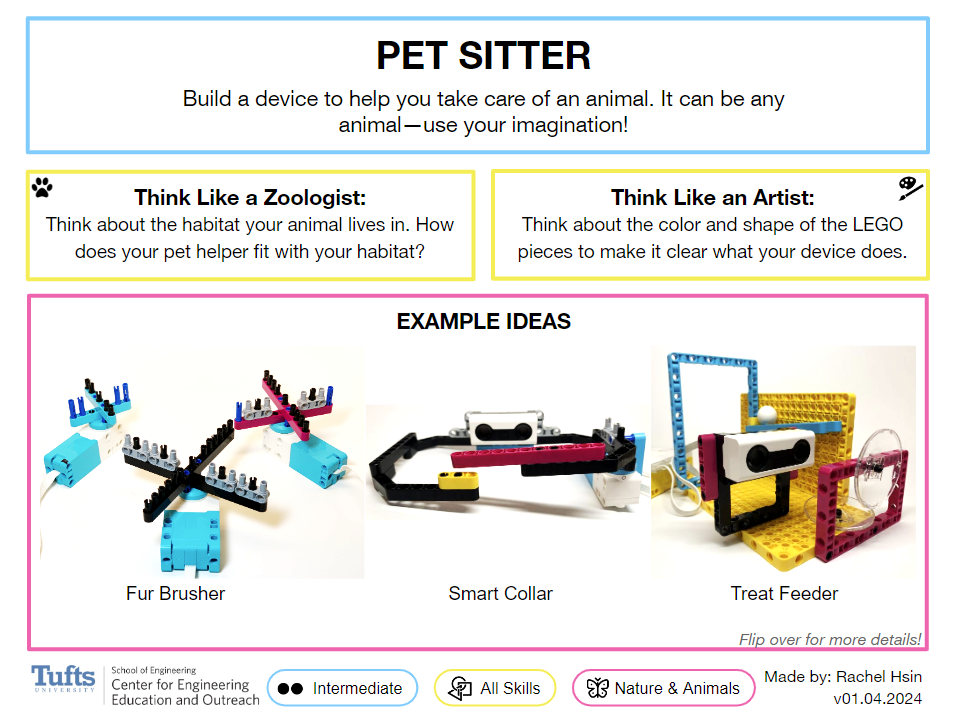 PET SITTER
Build a device to help you take care of an animal. It can be any
animal—use your imagination!
Think Like a Zoologist:
Think about the habitat your animal lives in. How
does your pet helper fit with your habitat?
Think Like an Artist:
Think about the color and shape of the LEGO
pieces to make it clear what your device does.
EXAMPLE IDEAS
Fur Brusher
Smart Collar
Treat Feeder
Flip over for more details!
Tufts
UNIVERSITY
School of Engineering
Center for Engineering
Education and Outreach
Intermediate
All Skills
Nature & Animals
Made by: Rachel Hsin
v01.04.2024